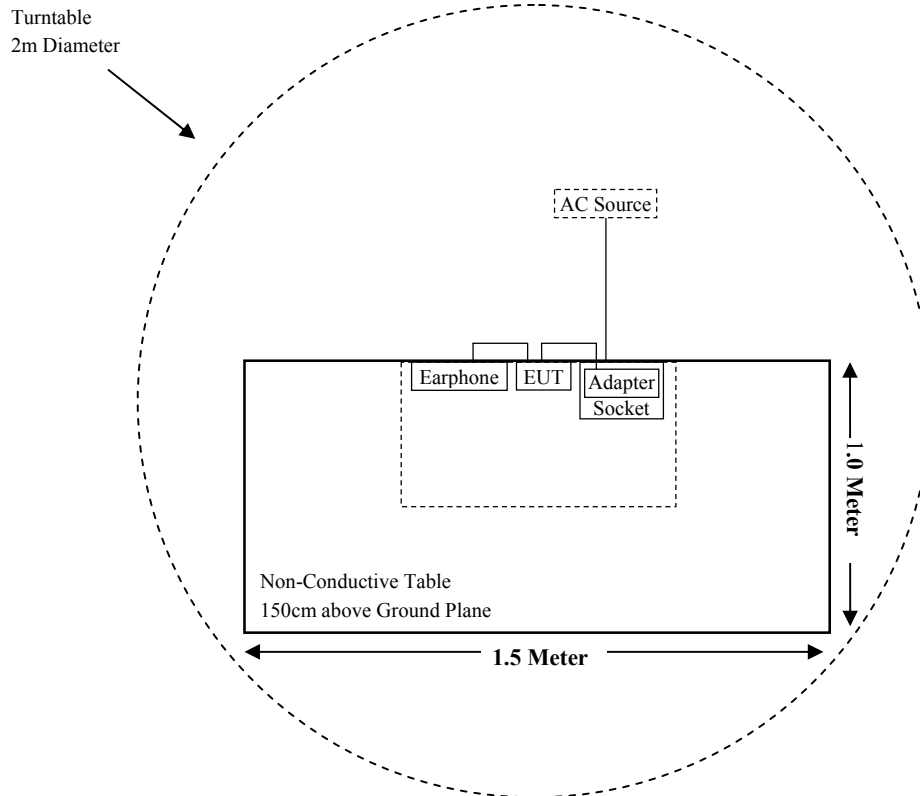 Turntable
2m Diameter
AC Source
Earphone
EUT
Adapter
Socket
1.0 Meter
Non-Conductive Table
150cm above Ground Plane
1.5 Meter